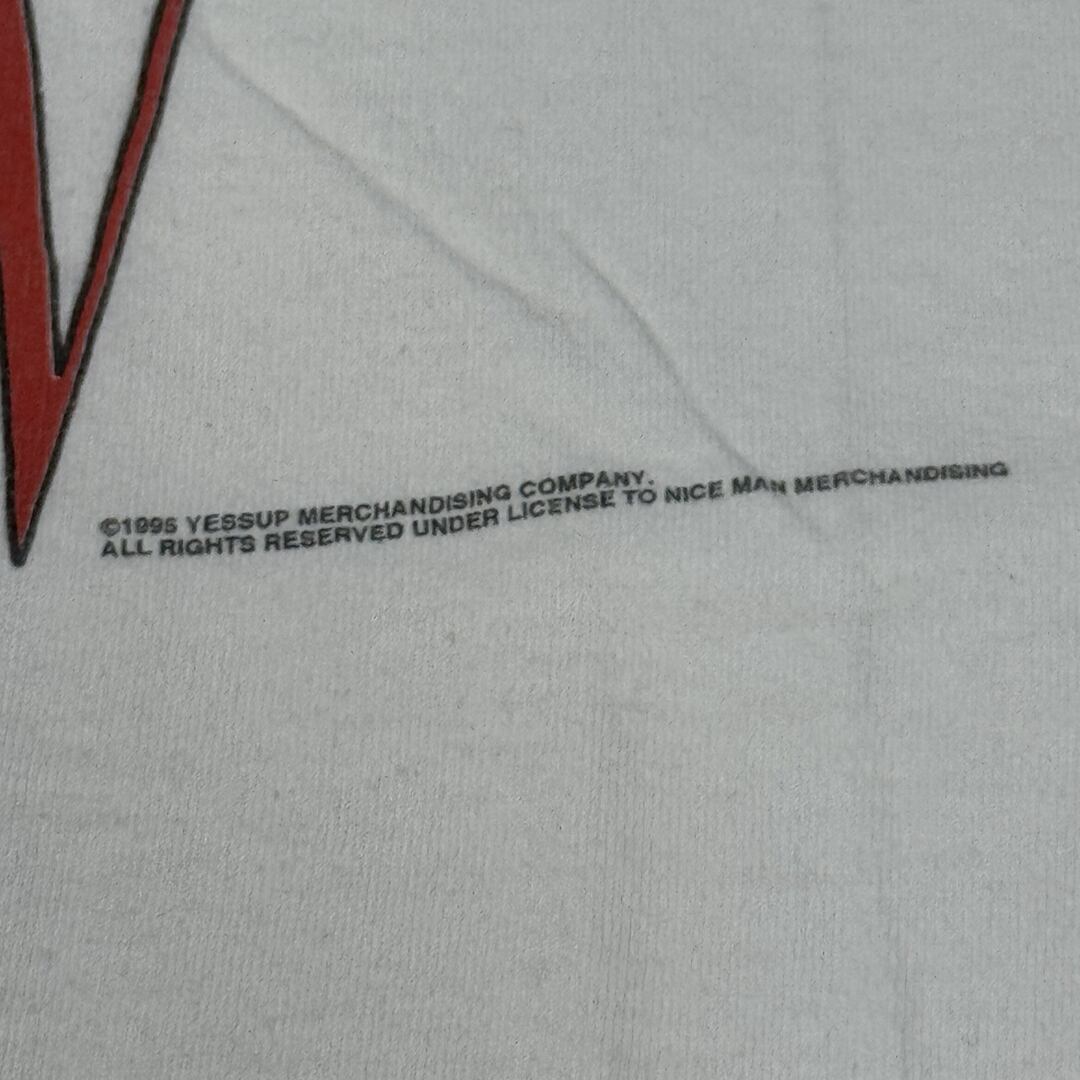 ©1995 YESSUP MERCHANDISING COMPANY.
ALL RIGHTS RESERVED UNDER LICENSE TO NICE MAN MERCHANDISING